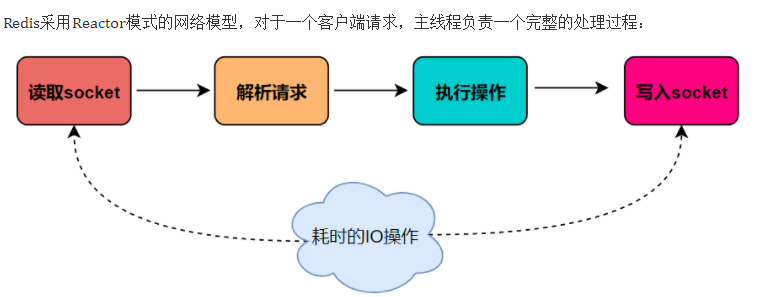 Redis采用Reactor模式的网络模型，对于一个客户端请求，主线程负责一个完整的处理过程：
读取socket
解析请求
执行操作
写入socket
耗时的IO操作